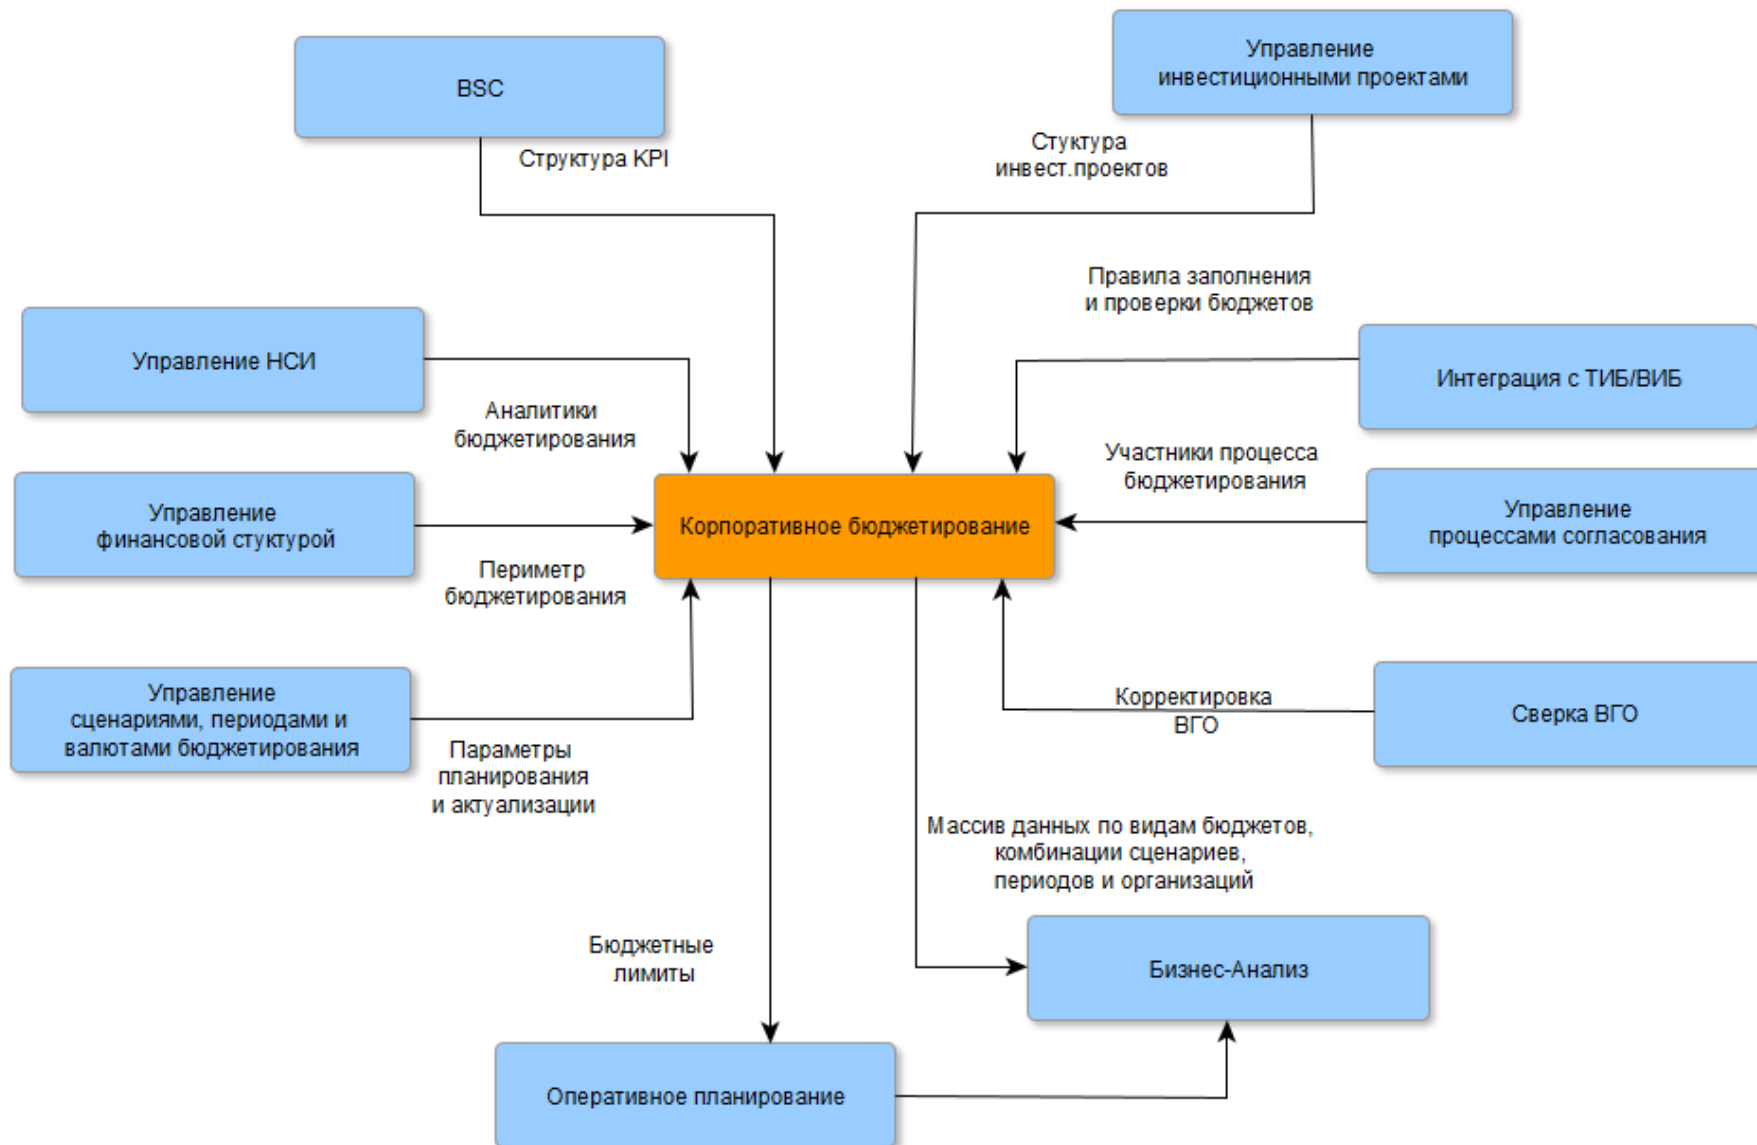 BSC
Управление
инвестиционными проектами
Структура KPI
Стуктура
инвест.проектов
Правила заполнения
и проверки бюджетов
Управление НСИ
Интеграция с ТИБ/ВИБ
Аналитики
бюджетирования
Участники процесса
бюджетирования
Управление
финансовой стуктурой
Корпоративное бюджетирование
Управление
процессами согласования
Периметр
бюджетирования
Управление
сценариями, периодами и
валютами бюджетирования
Корректировка
ВГО
Сверка ВГО
Параметры
планирования
и актуализации
Массив данных по видам бюджетов,
комбинации сценариев,
периодов и организаций
Бюджетные
лимиты
Бизнес-Анализ
Оперативное планирование